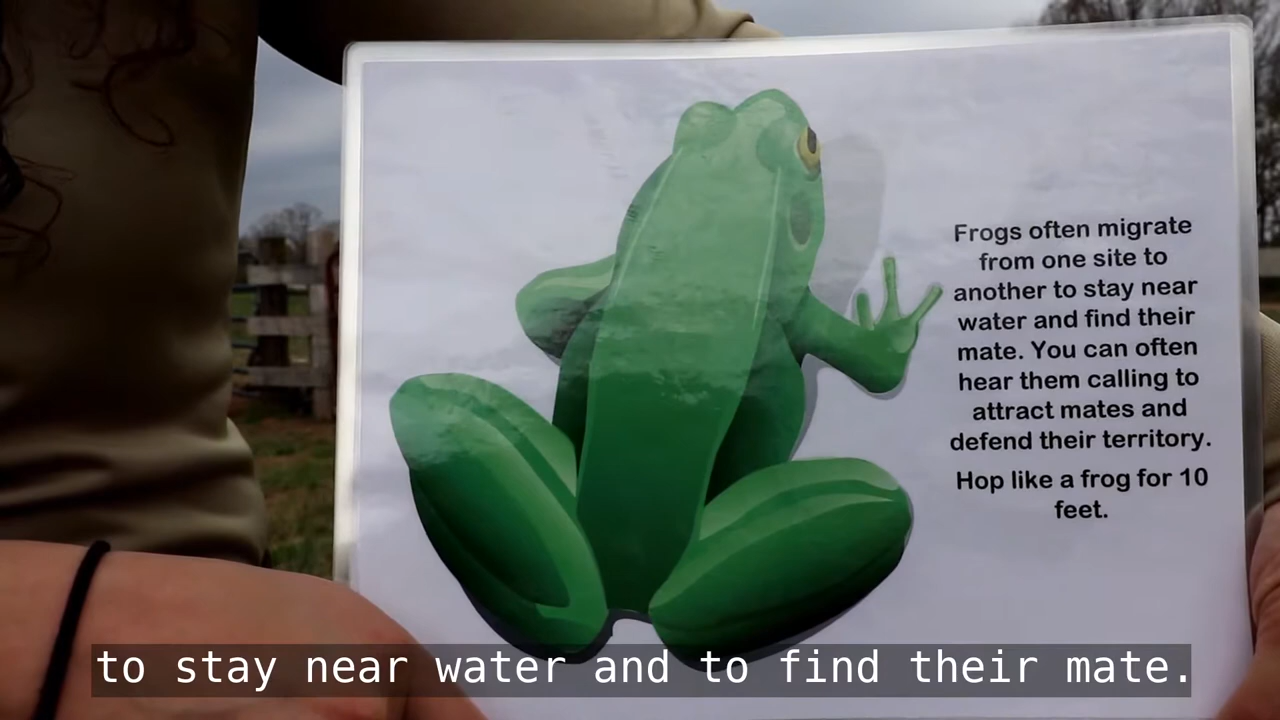 Frogs often migrate
from one site to
another to stay near
water and find their
mate. You can often
hear them calling to
attract mates and
defend their territory.
Hop like a frog for 10
feet.
to stay near water and to find their mate.